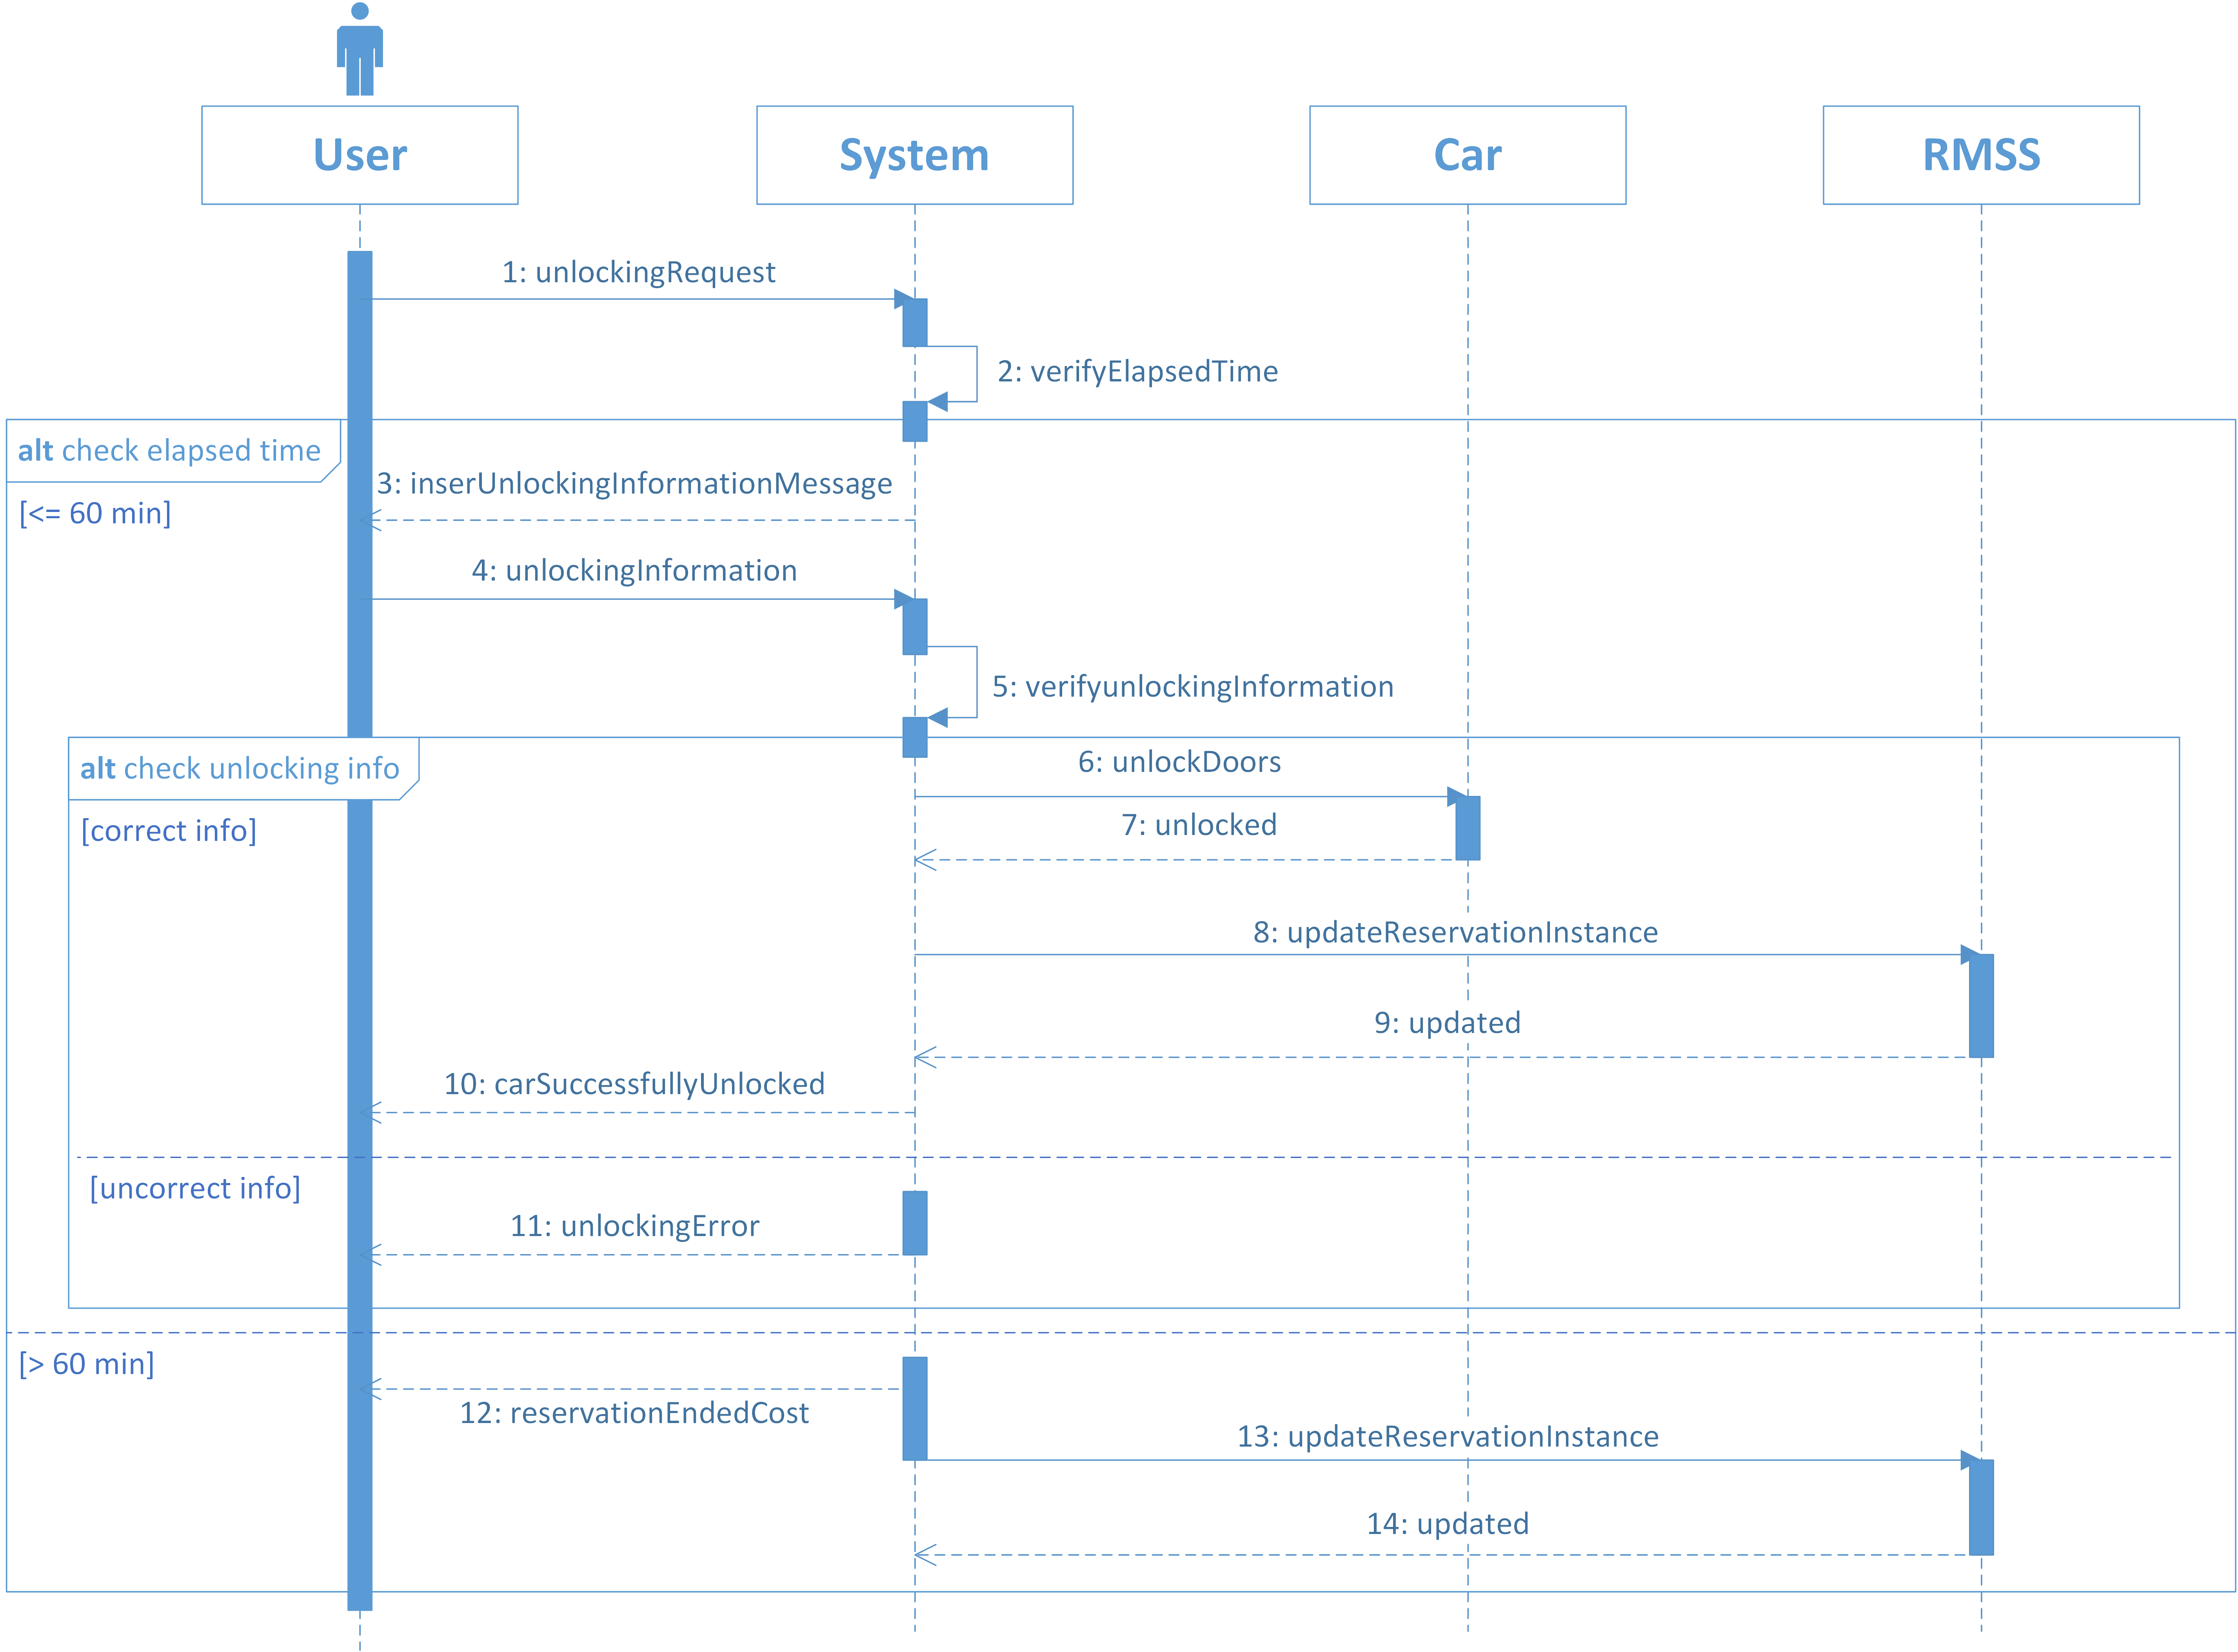 User
System
Car
RMSS
1: unlockingRequest
2: verifyElapsedTime
alt check elapsed time
3: inserUnlockingInformationMessage
[<= 60 min]
4: unlockingInformation
5: verifyunlockingInformation
alt check unlocking info
6: unlockDoors
7: unlocked
[correct info]
8: updateReservationInstance
9: updated
10: carSuccessfullyUnlocked
[uncorrect info]
11: unlockingError
[> 60 min]
12: reservationEndedCost
13: updateReservationInstance
14: updated